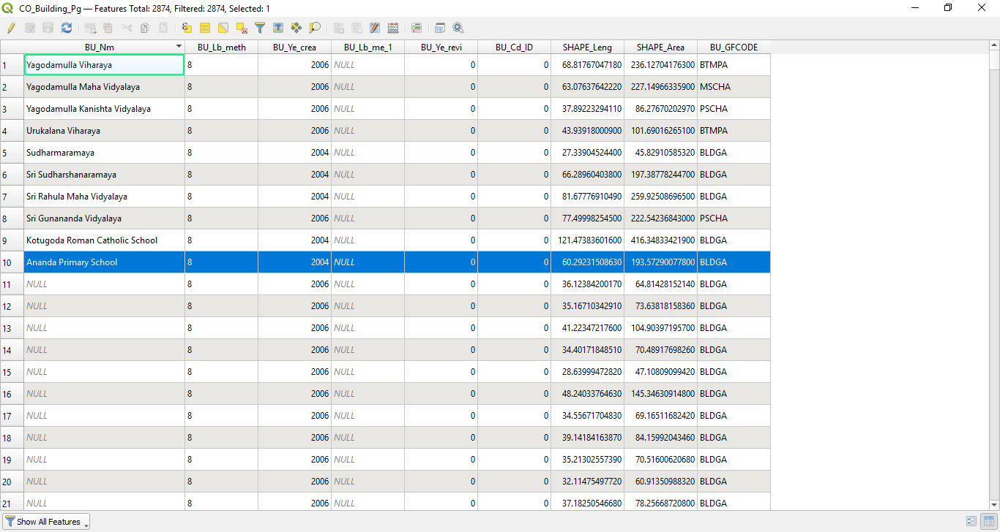 CO_Building_Pg — Features Total: 2874, Filtered: 2874, Selected: 1
BU_Nm BU_Lb_meth BU_Ye_crea BU_Lb_me_1 BU_Ye_revi BU_Cd_ID SHAPE_Leng SHAPE_Area BU_GFCODE
1 Yagodamulla Viharaya 8 2006 NULL 0 0 68.81767047180 236.12704176300 BTMPA
2 Yagodamulla Maha Vidyalaya 8 2006 NULL 0 0 63.07637642220 227.14966335900 MSCHA
3 Yagodamulla Kanishta Vidyalaya 8 2006 NULL 0 0 37.89223294110 86.27670202970 PSCHA
4 Urukalana Viharaya 8 2006 NULL 0 0 43.93918000900 101.69016265100 BTMPA
5 Sudharmaramaya 8 2004 NULL 0 0 27.33904524400 45.82910585320 BLDGA
6 Sri Sudharshanaramaya 8 2004 NULL 0 0 66.28960403800 197.38778244700 BLDGA
7 Sri Rahula Maha Vidyalaya 8 2004 NULL 0 0 81.67776910490 259.92508696500 BLDGA
8 Sri Gunananda Vidyalaya 8 2006 NULL 0 0 77.49998254500 222.54236843000 PSCHA
9 Kotugoda Roman Catholic School 8 2004 NULL 0 0 121.47383601600 416.34833421900 BLDGA
10 Ananda Primary School 8 2004 NULL 0 0 60.29231508630 193.57290077800 BLDGA
11 NULL 8 2006 NULL 0 0 36.12384200170 64.81428152140 BLDGA
12 NULL 8 2006 NULL 0 0 35.16710342910 73.63818158360 BLDGA
13 NULL 8 2006 NULL 0 0 41.22347217600 104.90397195700 BLDGA
14 NULL 8 2006 NULL 0 0 34.40171848510 70.48917698260 BLDGA
15 NULL 8 2006 NULL 0 0 28.63999472820 47.10809099420 BLDGA
16 NULL 8 2006 NULL 0 0 48.24033764630 145.34630914800 BLDGA
17 NULL 8 2006 NULL 0 0 34.55671704830 69.16511682420 BLDGA
18 NULL 8 2006 NULL 0 0 39.14184163870 84.15992043460 BLDGA
19 NULL 8 2006 NULL 0 0 35.21302557390 70.51600620680 BLDGA
20 NULL 8 2006 NULL 0 0 32.11475497720 60.91350988320 BLDGA
21 NULL 8 2006 NULL 0 0 37.18250546680 78.25668720800 BLDGA
Show All Features